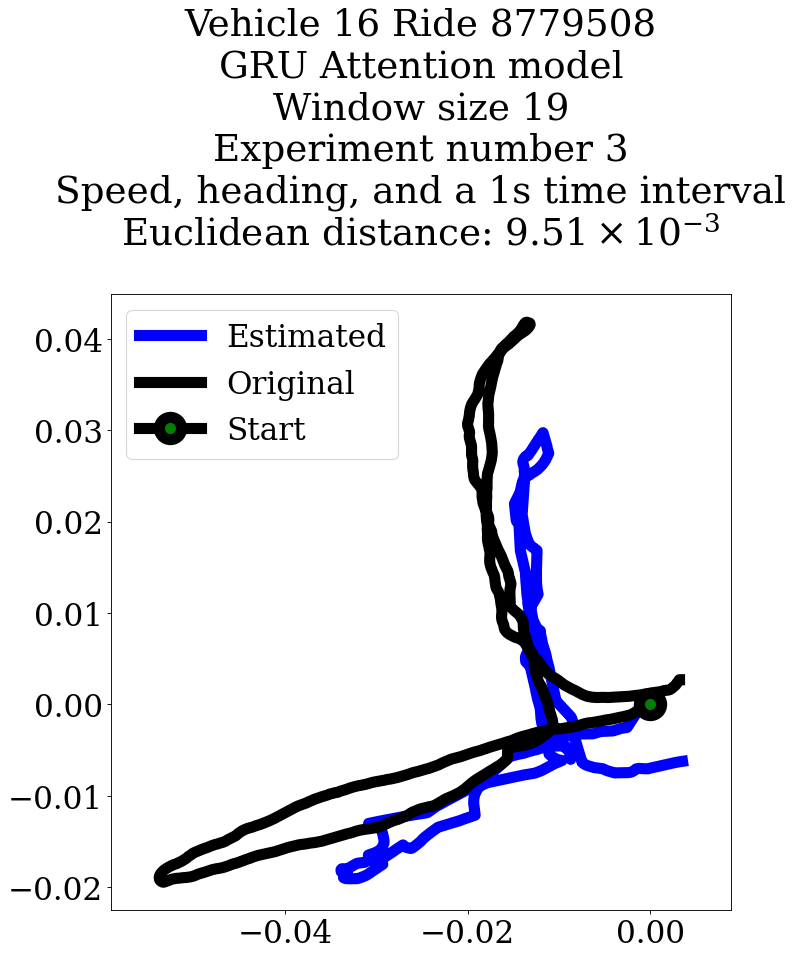 Vehicle 16 Ride 8779508
GRU Attention model
Window size 19
Experiment number 3
Speed, heading, and a 1s time interval
Euclidean distance: 9.51 × 10⁻³
Estimated
Original
Start
0.04
0.03
0.02
0.01
0.00
−0.01
−0.02
−0.04
−0.02
0.00